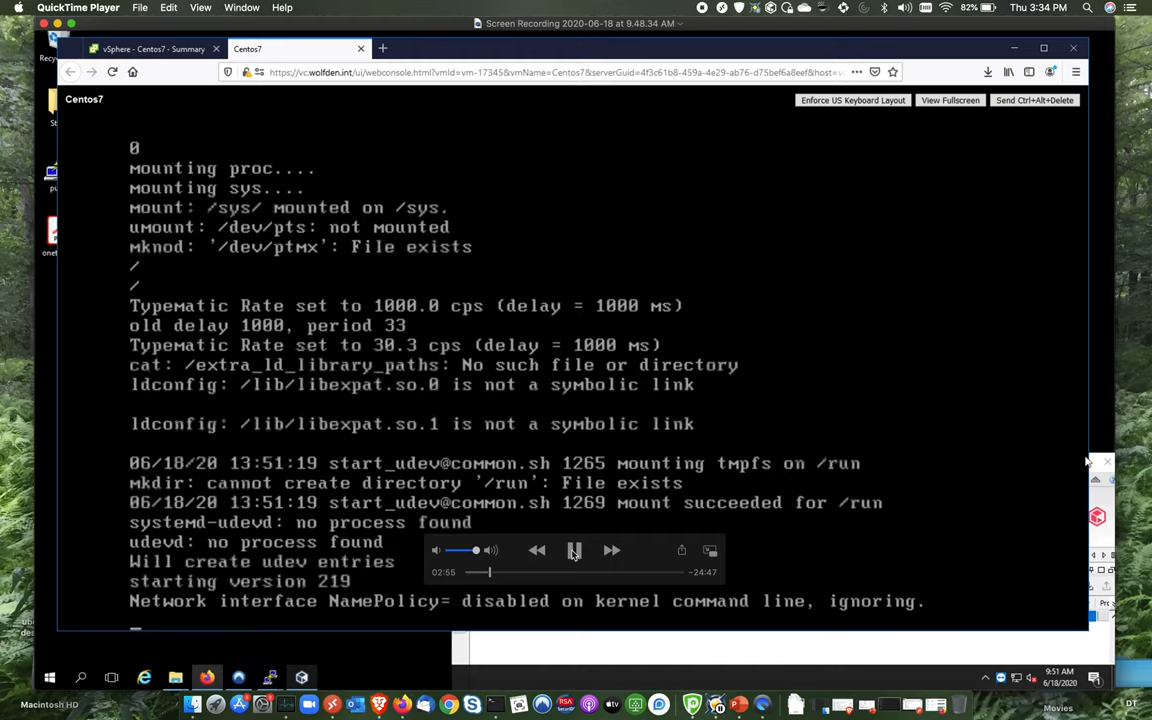 QuickTime Player File Edit View Window Help 82% Thu 3:34 PM
Screen Recording 2020-06-18 at 9.48.34 AM
vSphere - Centos7 - Summary
Centos7
https://vc.wolfden.int/ui/webconsole.html?vmId=vm-17345&vmName=Centos7&serverGuid=4f3c61b8-459a-4e29-ab76-d75bef6a8eef&host=
Centos7
Enforce US Keyboard Layout View Fullscreen Send Ctrl+Alt+Delete
0
mounting proc....
mounting sys....
mount: /sys/ mounted on /sys.
umount: /dev/pts: not mounted
mknod: '/dev/ptmx': File exists
/
/
Typematic Rate set to 1000.0 cps (delay = 1000 ms)
old delay 1000, period 33
Typematic Rate set to 30.3 cps (delay = 1000 ms)
cat: /extra_ld_library_paths: No such file or directory
ldconfig: /lib/libexpat.so.0 is not a symbolic link
ldconfig: /lib/libexpat.so.1 is not a symbolic link
06/18/20 13:51:19 start_udev@common.sh 1265 mounting tmpfs on /run
mkdir: cannot create directory '/run': File exists
06/18/20 13:51:19 start_udev@common.sh 1269 mount succeeded for /run
systemd-udevd: no process found
udevd: no process found
Will create udev entries
starting version 219
Network interface NamePolicy= disabled on kernel command line, ignoring.
02:55 -24:47
9:51 AM
6/18/2020
Macintosh HD
Movies
DT